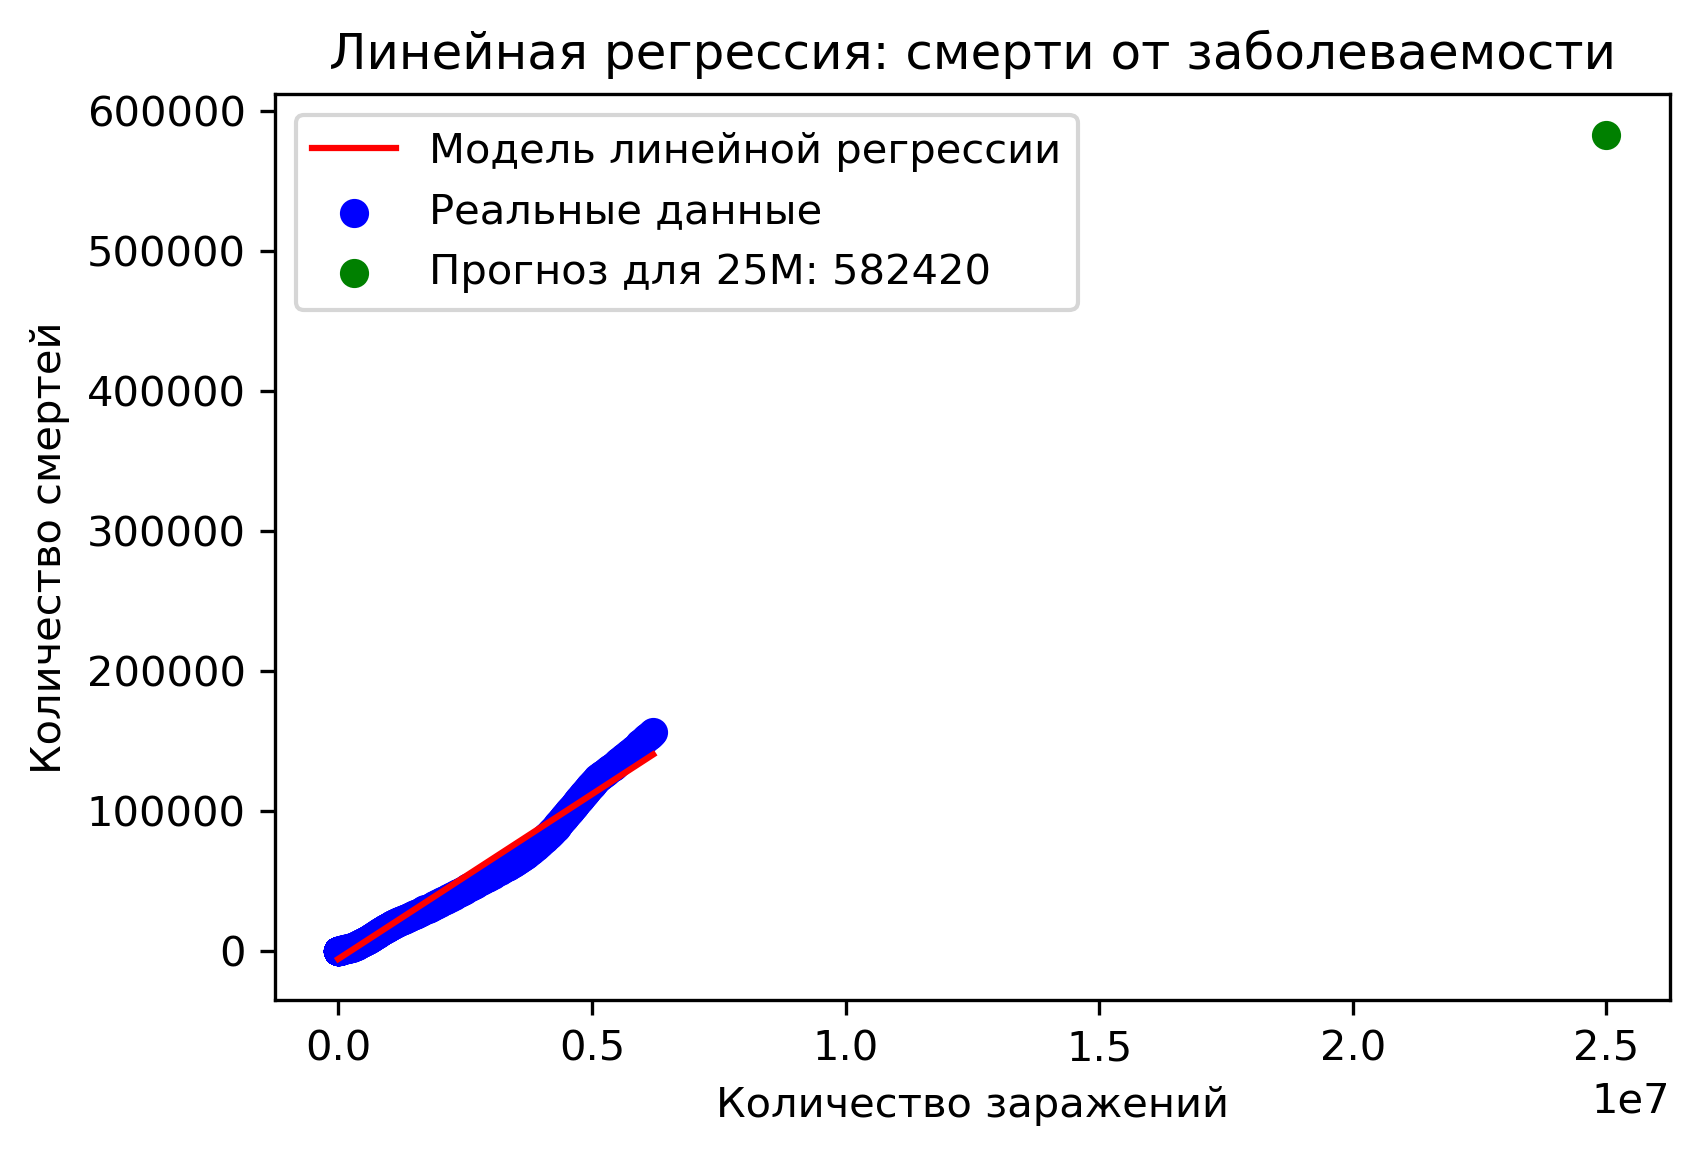 Линейная регрессия: смерти от заболеваемости
600000
500000
400000
300000
200000
100000
0
Количество смертей
Модель линейной регрессии
Реальные данные
Прогноз для 25М: 582420
0.0 0.5 1.0 1.5 2.0 2.5
1e7
Количество заражений